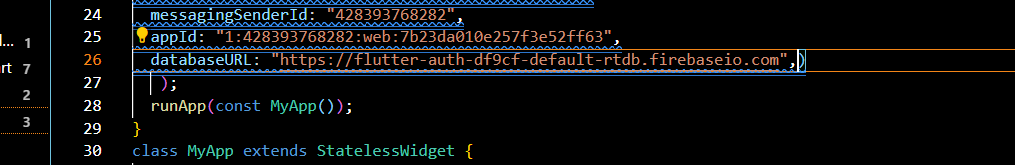 24 messagingSenderId: "428393768282",
25 appId: "1:428393768282:web:7b23da010e257f3e52ff63",
d... 1
26 databaseURL: "https://flutter-auth-df9cf-default-rtdb.firebaseio.com",)
rt 7
27 );
2
28 runApp(const MyApp());
3
29 }
30 class MyApp extends StatelessWidget {